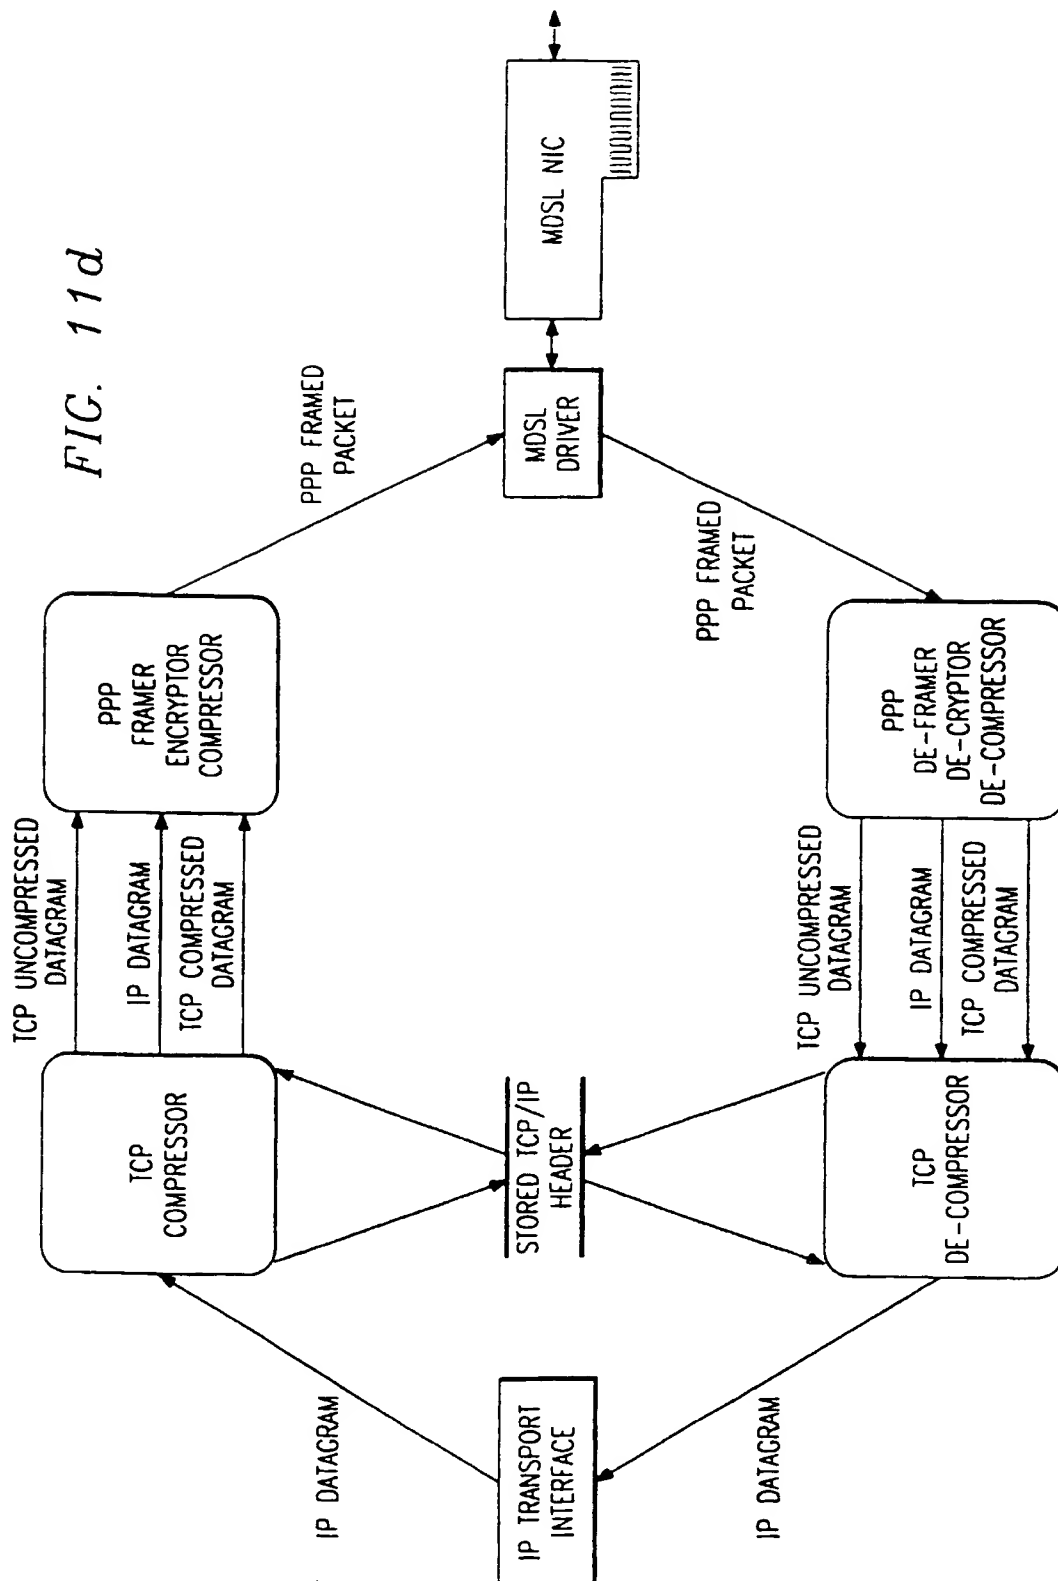 FIG. 11d
IP TRANSPORT
INTERFACE
IP DATAGRAM
IP DATAGRAM
TCP
COMPRESSOR
STORED TCP/IP
HEADER
TCP
DE-COMPRESSOR
TCP UNCOMPRESSED
DATAGRAM
IP DATAGRAM
TCP COMPRESSED
DATAGRAM
TCP UNCOMPRESSED
DATAGRAM
IP DATAGRAM
TCP COMPRESSED
DATAGRAM
PPP
FRAMER
ENCRYPTOR
COMPRESSOR
PPP
DE-FRAMER
DE-CRYPTOR
DE-COMPRESSOR
PPP FRAMED
PACKET
PPP FRAMED
PACKET
MDSL
DRIVER
MDSL NIC